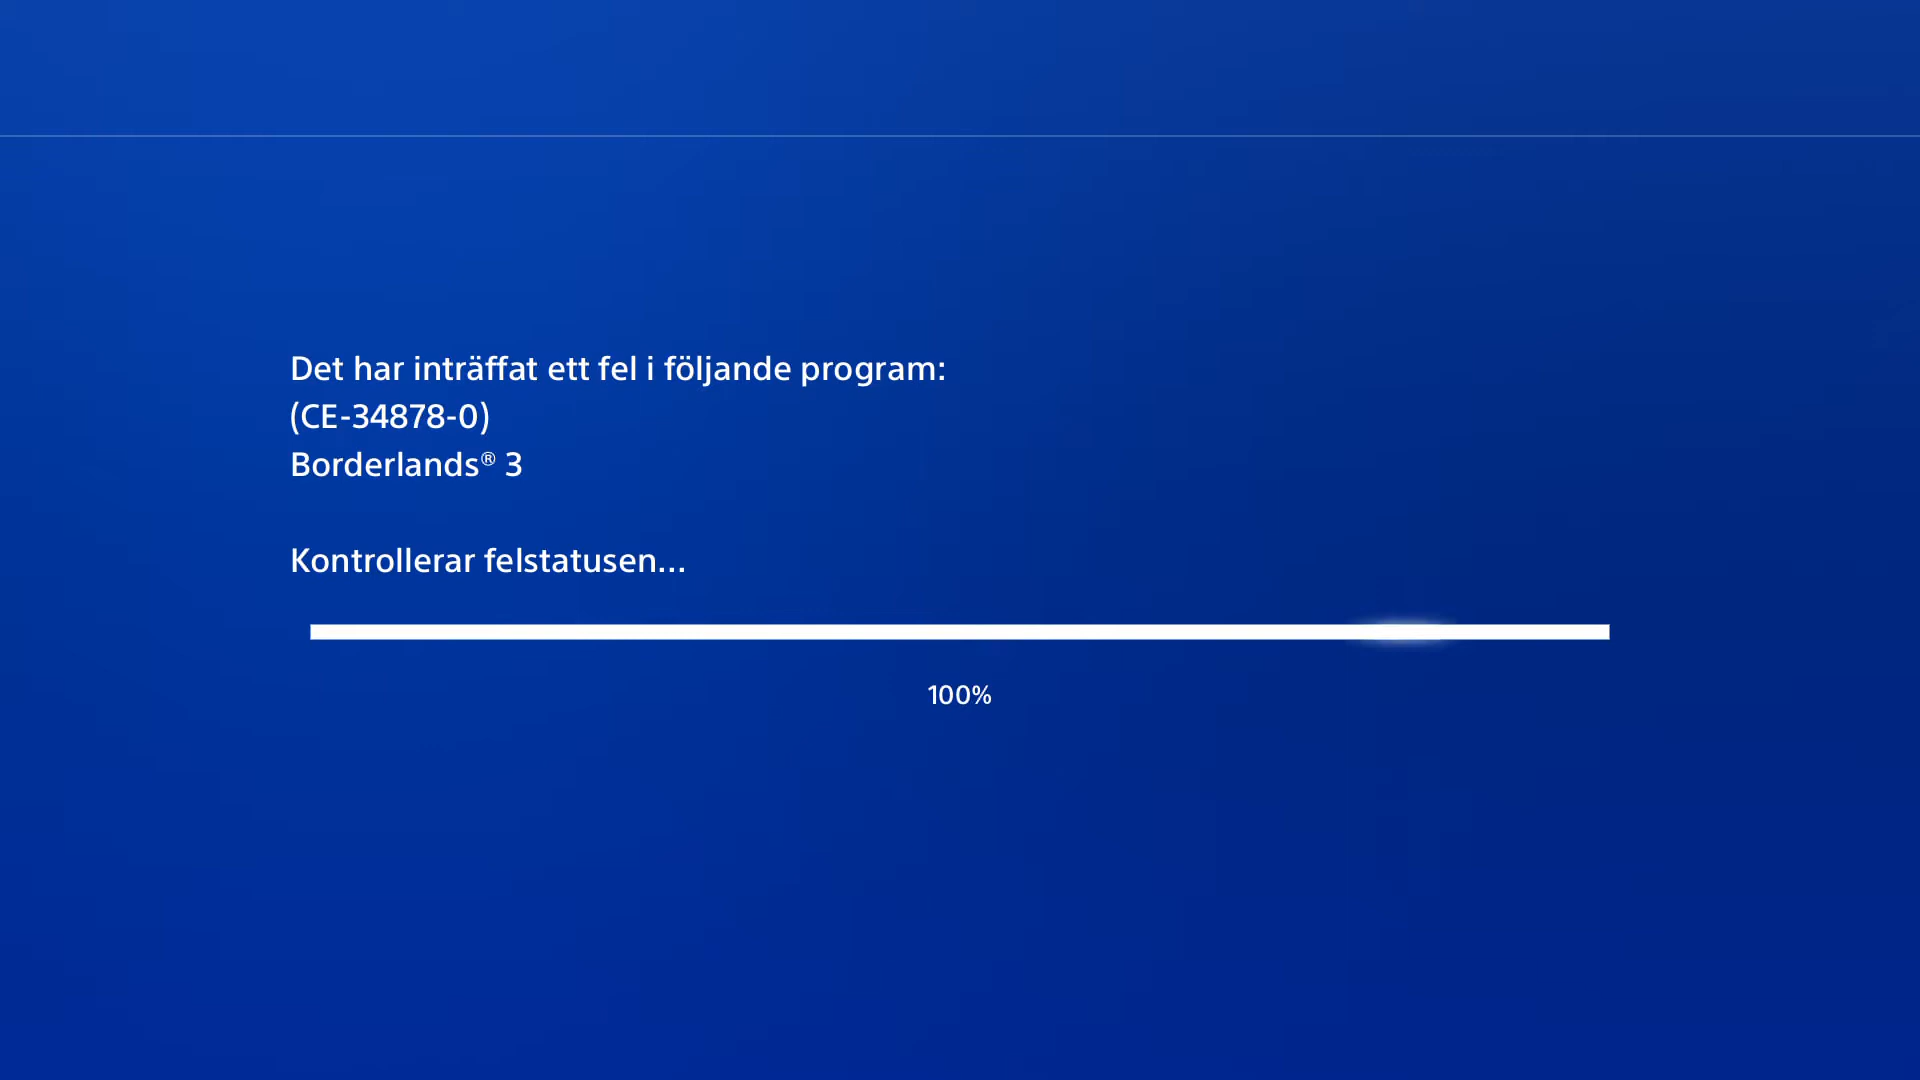 Det har inträffat ett fel i följande program:
(CE-34878-0)
Borderlands® 3
Kontrollerar felstatusen...
100%